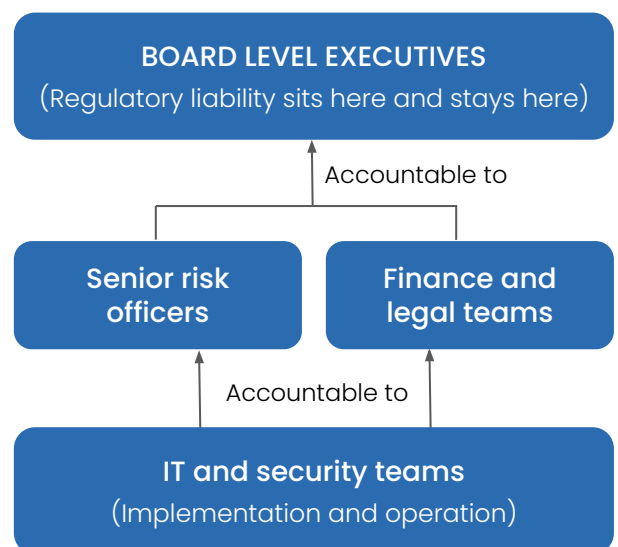 BOARD LEVEL EXECUTIVES
(Regulatory liability sits here and stays here)
Accountable to
Senior risk
officers
Finance and
legal teams
Accountable to
IT and security teams
(Implementation and operation)